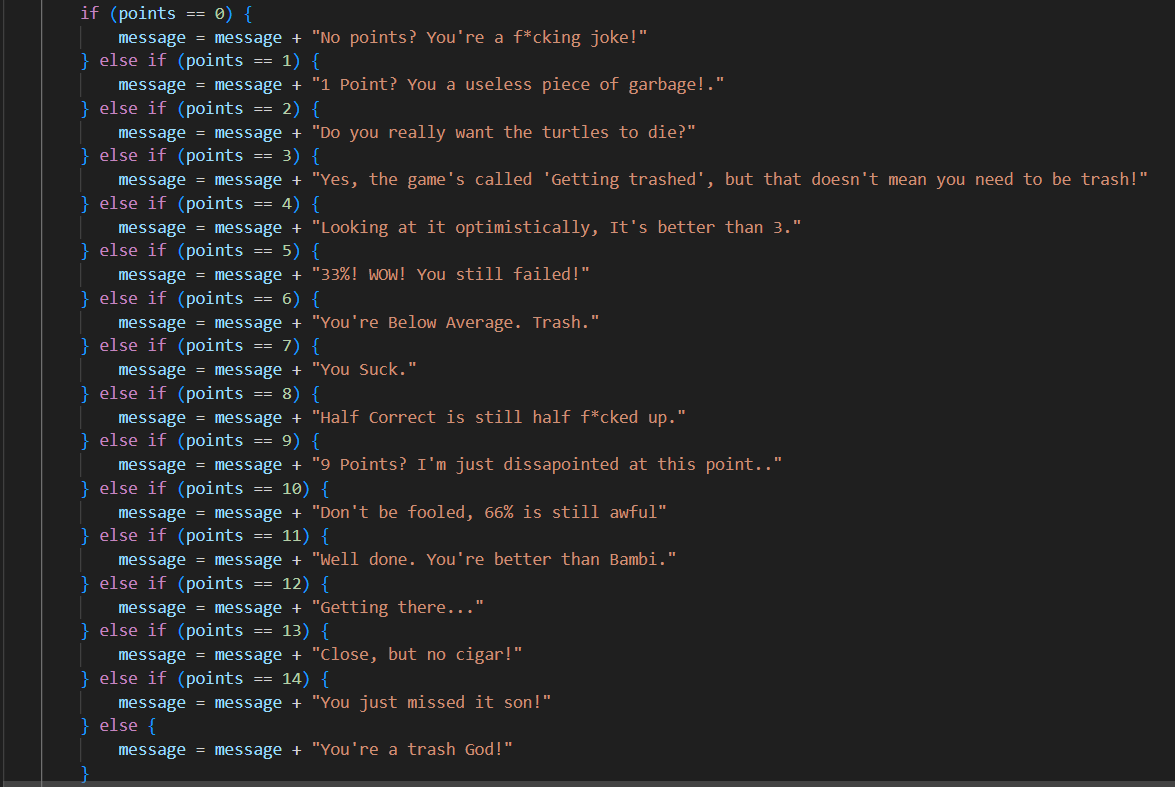 if (points == 0) {
message = message + "No points? You're a f*cking joke!"
} else if (points == 1) {
message = message + "1 Point? You a useless piece of garbage!."
} else if (points == 2) {
message = message + "Do you really want the turtles to die?"
} else if (points == 3) {
message = message + "Yes, the game's called 'Getting trashed', but that doesn't mean you need to be trash!"
} else if (points == 4) {
message = message + "Looking at it optimistically, It's better than 3."
} else if (points == 5) {
message = message + "33%! WOW! You still failed!"
} else if (points == 6) {
message = message + "You're Below Average. Trash."
} else if (points == 7) {
message = message + "You Suck."
} else if (points == 8) {
message = message + "Half Correct is still half f*cked up."
} else if (points == 9) {
message = message + "9 Points? I'm just dissapointed at this point.."
} else if (points == 10) {
message = message + "Don't be fooled, 66% is still awful"
} else if (points == 11) {
message = message + "Well done. You're better than Bambi."
} else if (points == 12) {
message = message + "Getting there..."
} else if (points == 13) {
message = message + "Close, but no cigar!"
} else if (points == 14) {
message = message + "You just missed it son!"
} else {
message = message + "You're a trash God!"
}